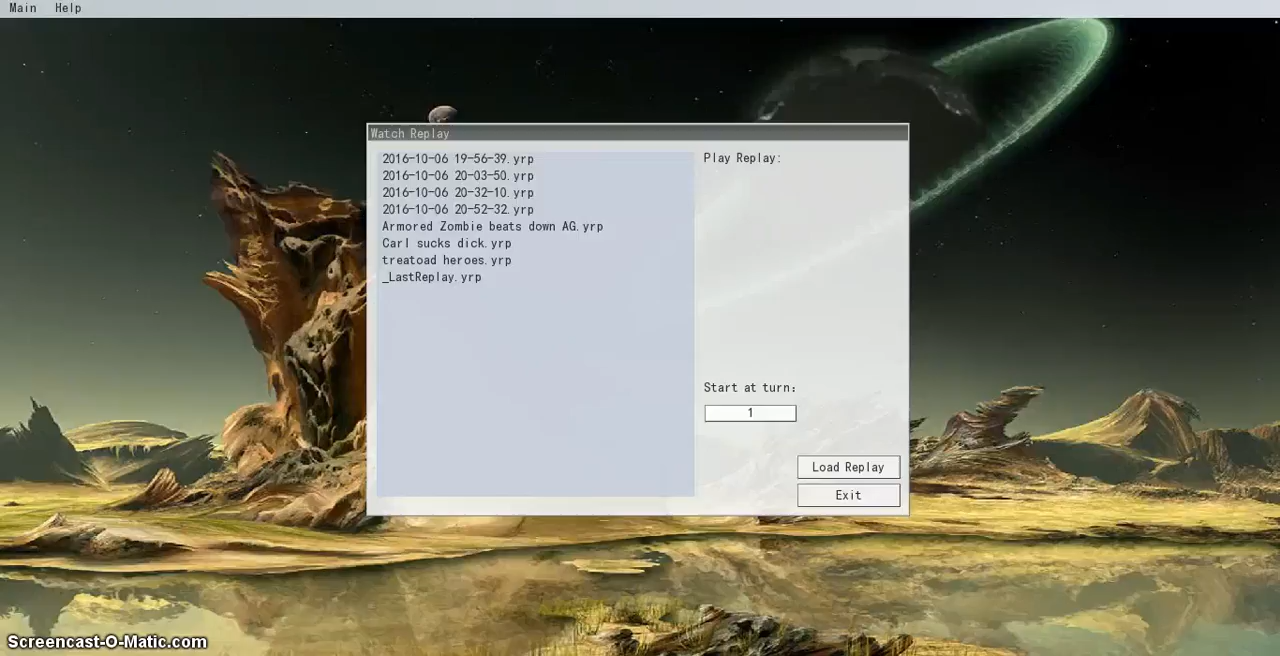 Main Help
Watch Replay
2016-10-06 19-56-39.yrp
2016-10-06 20-03-50.yrp
2016-10-06 20-32-10.yrp
2016-10-06 20-52-32.yrp
Armored Zombie beats down AG.yrp
Carl sucks dick.yrp
treatoad heroes.yrp
_LastReplay.yrp
Play Replay:
Start at turn:
1
Load Replay
Exit
Screencast-O-Matic.com